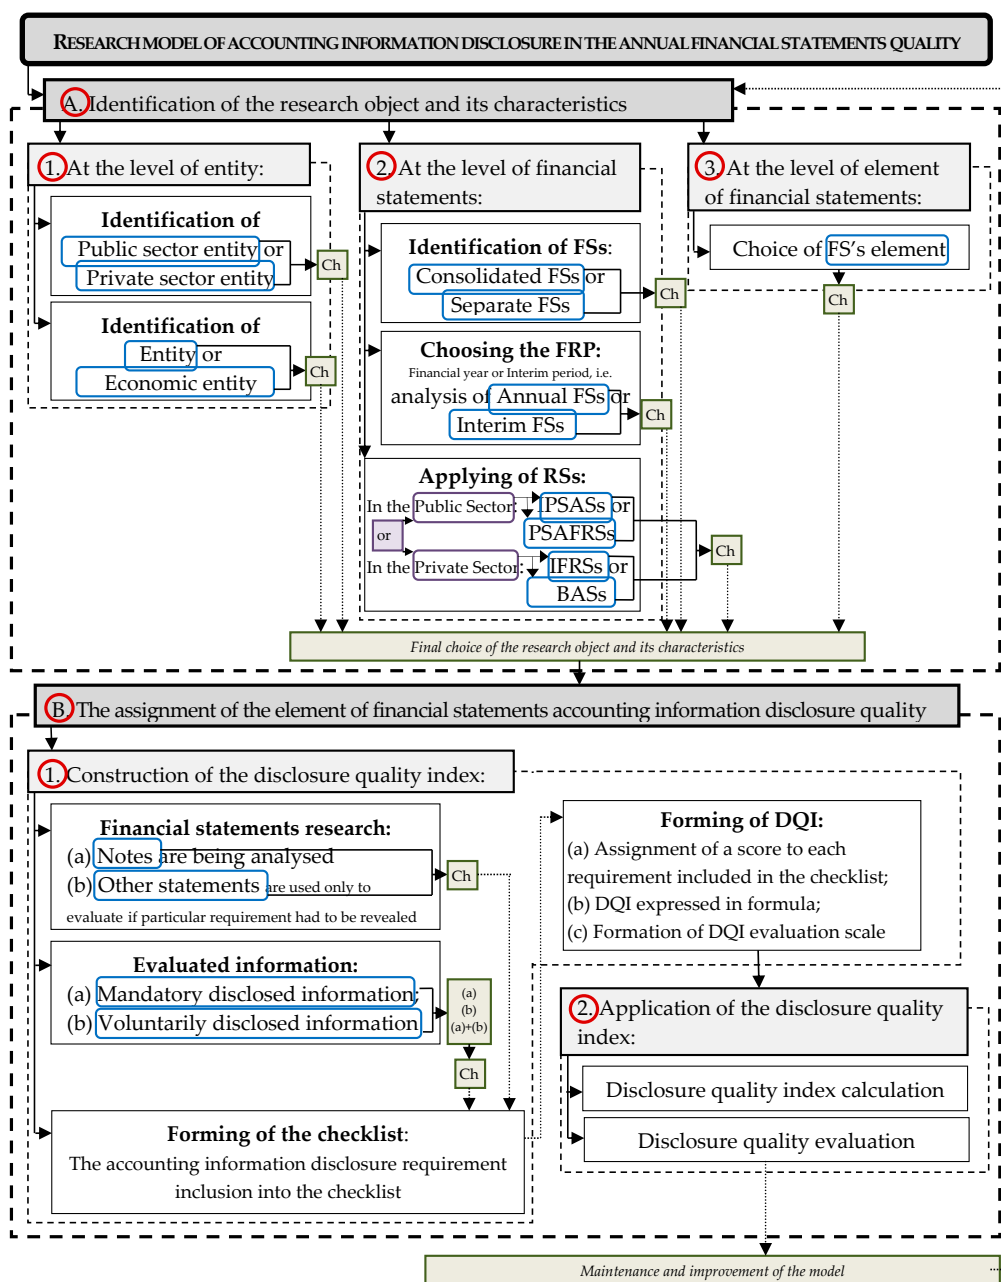 RESEARCH MODEL OF ACCOUNTING INFORMATION DISCLOSURE IN THE ANNUAL FINANCIAL STATEMENTS QUALITY
A. Identification of the research object and its characteristics
1. At the level of entity:
Identification of
Public sector entity or
Private sector entity
Ch
Identification of
Entity or
Economic entity
Ch
2. At the level of financial
statements:
Identification of FSs:
Consolidated FSs or
Separate FSs
Ch
Choosing the FRP:
Financial year or Interim period, i.e.
analysis of Annual FSs or
Interim FSs
Ch
Applying of RSs:
In the Public Sector: IPSASs or
PSAFRSs
or
In the Private Sector: IFRSs or
BASs
Ch
3. At the level of element
of financial statements:
Choice of FS's element
Ch
Final choice of the research object and its characteristics
B. The assignment of the element of financial statements accounting information disclosure quality
1. Construction of the disclosure quality index:
Financial statements research:
(a) Notes are being analysed
(b) Other statements are used only to
evaluate if particular requirement had to be revealed
Ch
Evaluated information:
(a) Mandatory disclosed information;
(b) Voluntarily disclosed information
(a)
(b)
(a)+(b)
Ch
Forming of the checklist:
The accounting information disclosure requirement
inclusion into the checklist
Forming of DQI:
(a) Assignment of a score to each
requirement included in the checklist;
(b) DQI expressed in formula;
(c) Formation of DQI evaluation scale
2. Application of the disclosure quality
index:
Disclosure quality index calculation
Disclosure quality evaluation
Maintenance and improvement of the model